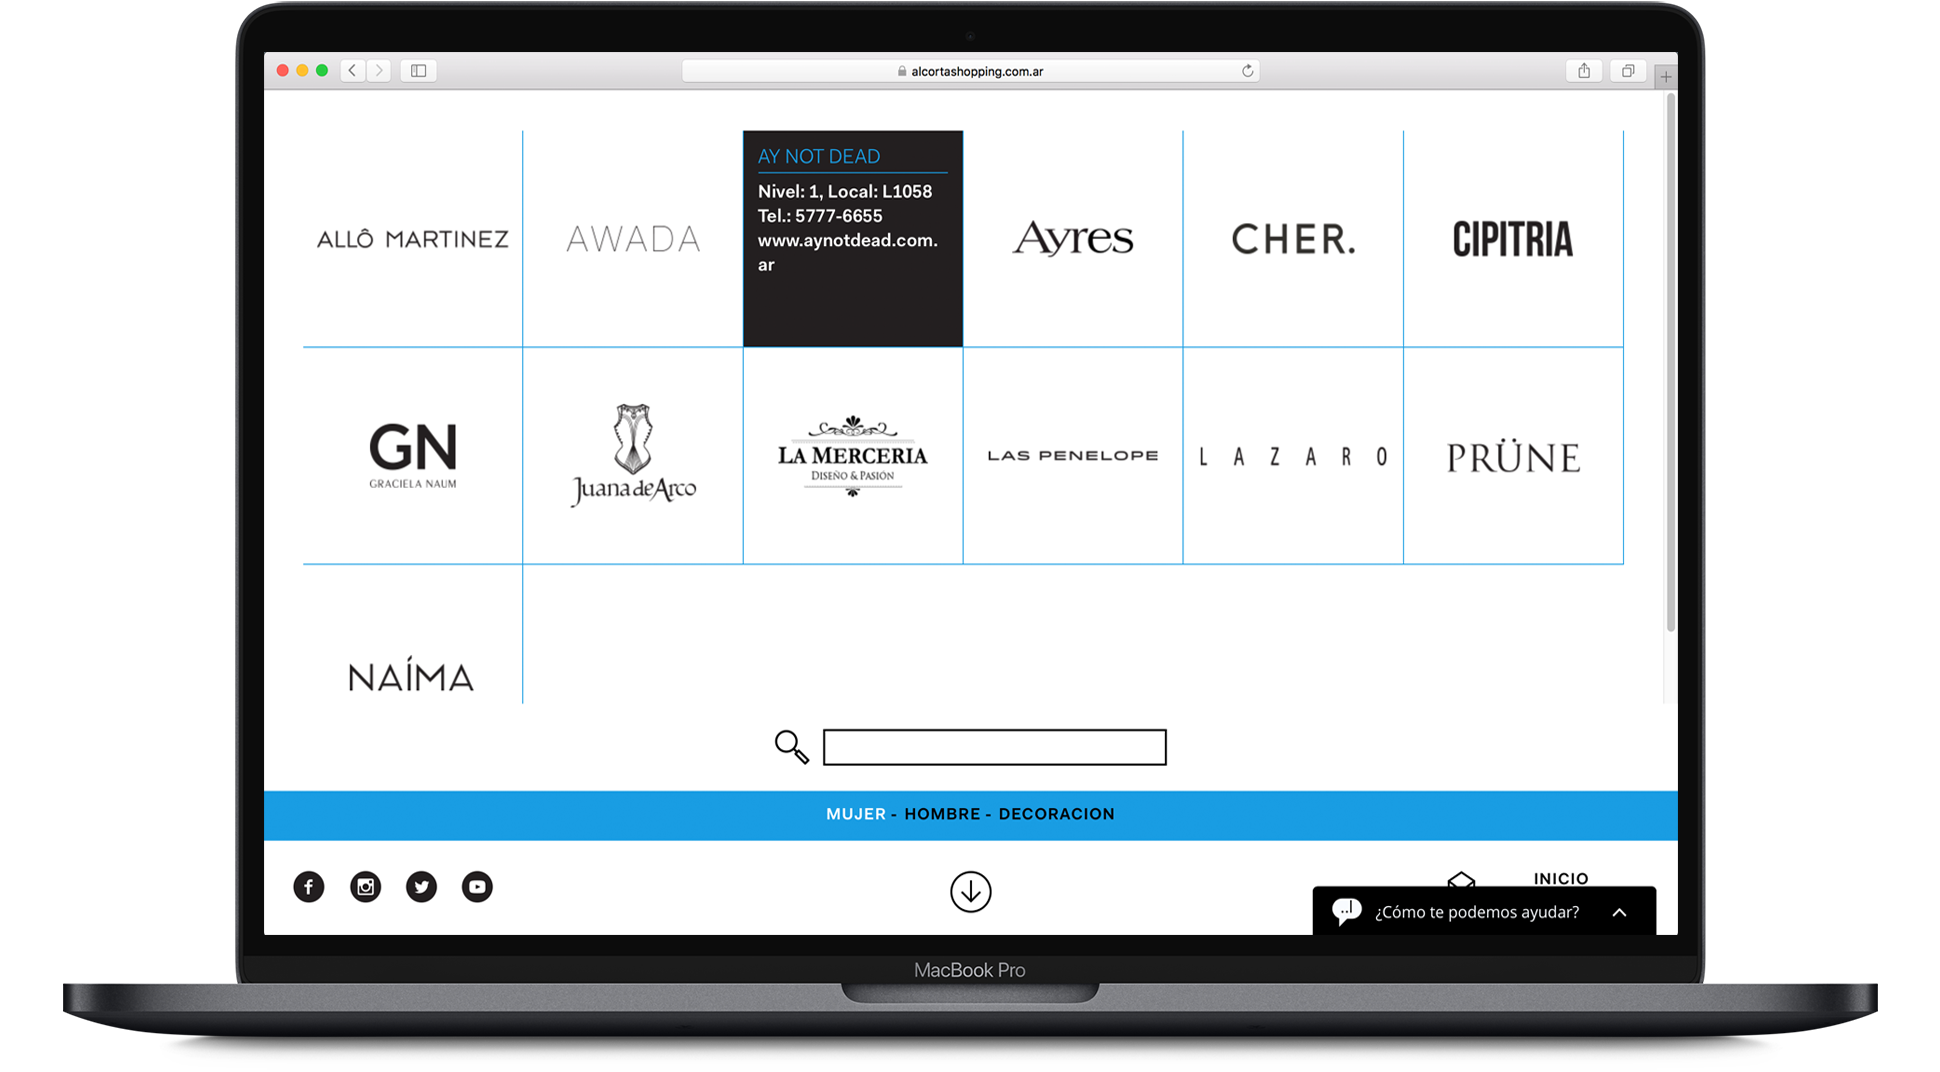 alcortashopping.com.ar
ALLÔ MARTINEZ
AWADA
AY NOT DEAD
Nivel: 1, Local: L1058
Tel.: 5777-6655
www.aynotdead.com.
ar
Ayres
CHER.
CIPITRIA
GN
GRACIELA NAUM
Juana de Arco
LA MERCERIA
DISEÑO & PASIÓN
LAS PENELOPE
LAZARO
PRÜNE
NAÍMA
MUJER - HOMBRE - DECORACION
INICIO
¿Cómo te podemos ayudar?
MacBook Pro